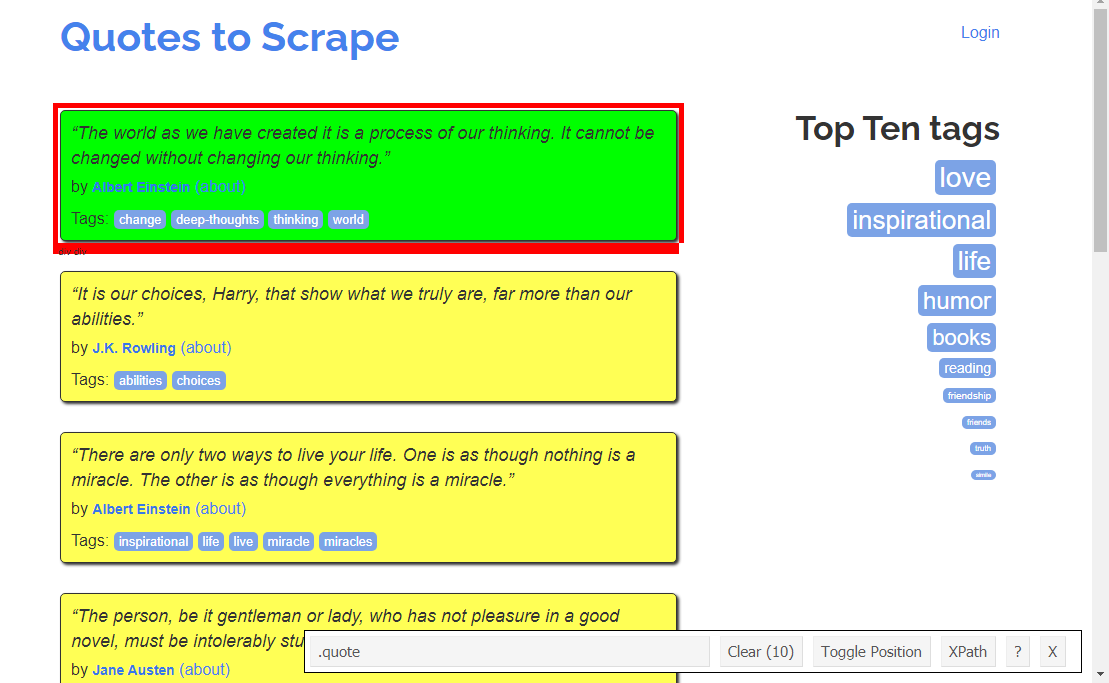 Quotes to Scrape
Login
“The world as we have created it is a process of our thinking. It cannot be
changed without changing our thinking.”
by Albert Einstein (about)
Tags: change deep-thoughts thinking world
div div
“It is our choices, Harry, that show what we truly are, far more than our
abilities.”
by J.K. Rowling (about)
Tags: abilities choices
“There are only two ways to live your life. One is as though nothing is a
miracle. The other is as though everything is a miracle.”
by Albert Einstein (about)
Tags: inspirational life live miracle miracles
“The person, be it gentleman or lady, who has not pleasure in a good
novel, must be intolerably
by Jane Austen (about)
Top Ten tags
love
inspirational
life
humor
books
reading
friendship
friends
truth
simile
.quote Clear (10) Toggle Position XPath ? X